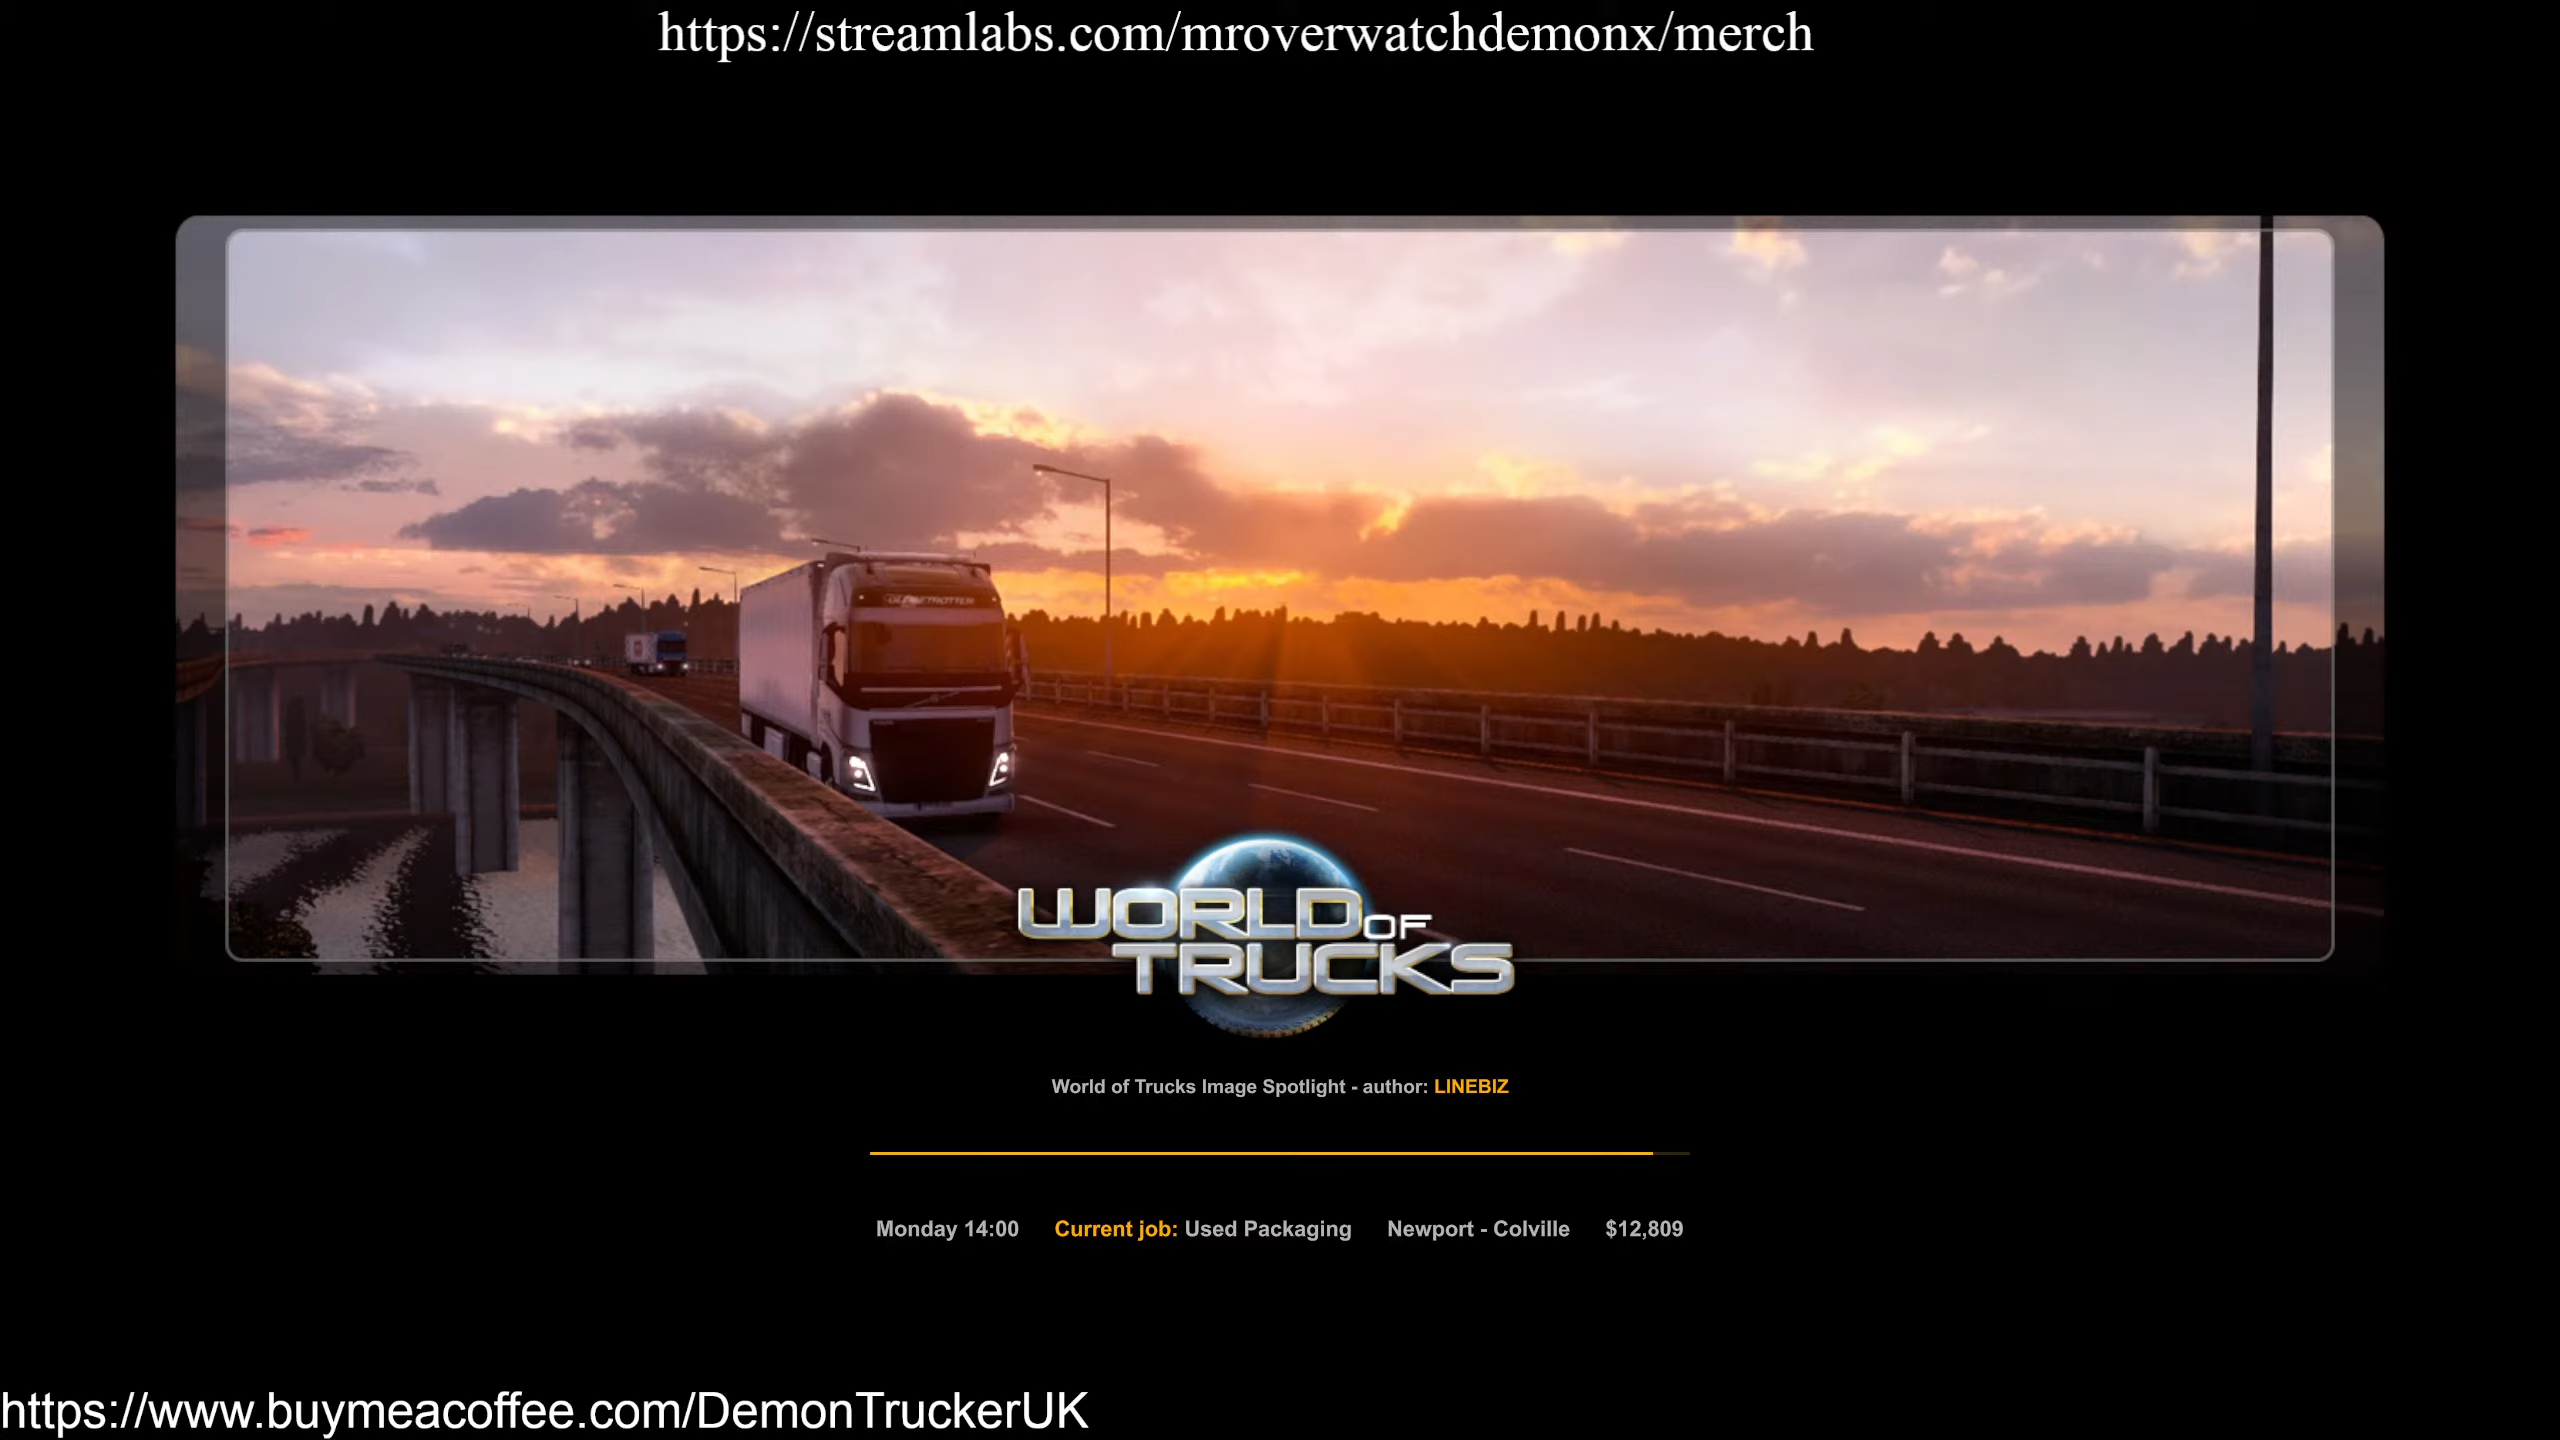 https://streamlabs.com/mroverwatchdemonx/merch
GLOBETROTTER
WORLD OF
TRUCKS
World of Trucks Image Spotlight - author: LINEBIZ
Monday 14:00 Current job: Used Packaging Newport - Colville $12,809
https://www.buymeacoffee.com/DemonTruckerUK